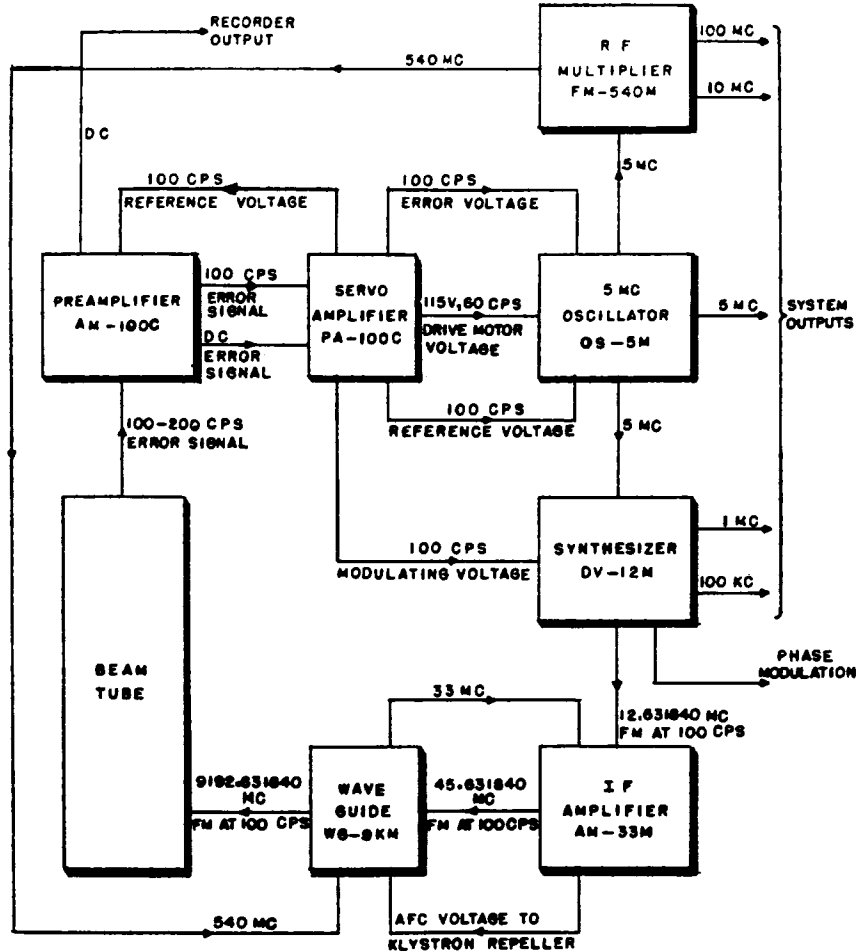 RECORDER
OUTPUT
540 MC
R F
MULTIPLIER
FM-540M
100 MC
10 MC
DC
5 MC
100 CPS
REFERENCE VOLTAGE
100 CPS
ERROR VOLTAGE
PREAMPLIFIER
AM-100C
100 CPS
ERROR
SIGNAL
DC
ERROR
SIGNAL
SERVO
AMPLIFIER
PA-100C
115V, 60 CPS
DRIVE MOTOR
VOLTAGE
5 MC
OSCILLATOR
OS-5M
5 MC
SYSTEM
OUTPUTS
100 CPS
REFERENCE VOLTAGE
5 MC
100-200 CPS
ERROR SIGNAL
100 CPS
MODULATING VOLTAGE
SYNTHESIZER
DV-12M
1 MC
100 KC
PHASE
MODULATION
BEAM
TUBE
33 MC
12.631840 MC
FM AT 100 CPS
9192.631840
MC
FM AT 100 CPS
WAVE
GUIDE
WG-9KM
45.631840
MC
FM AT 100 CPS
I F
AMPLIFIER
AM-33M
540 MC
AFC VOLTAGE TO
KLYSTRON REPELLER